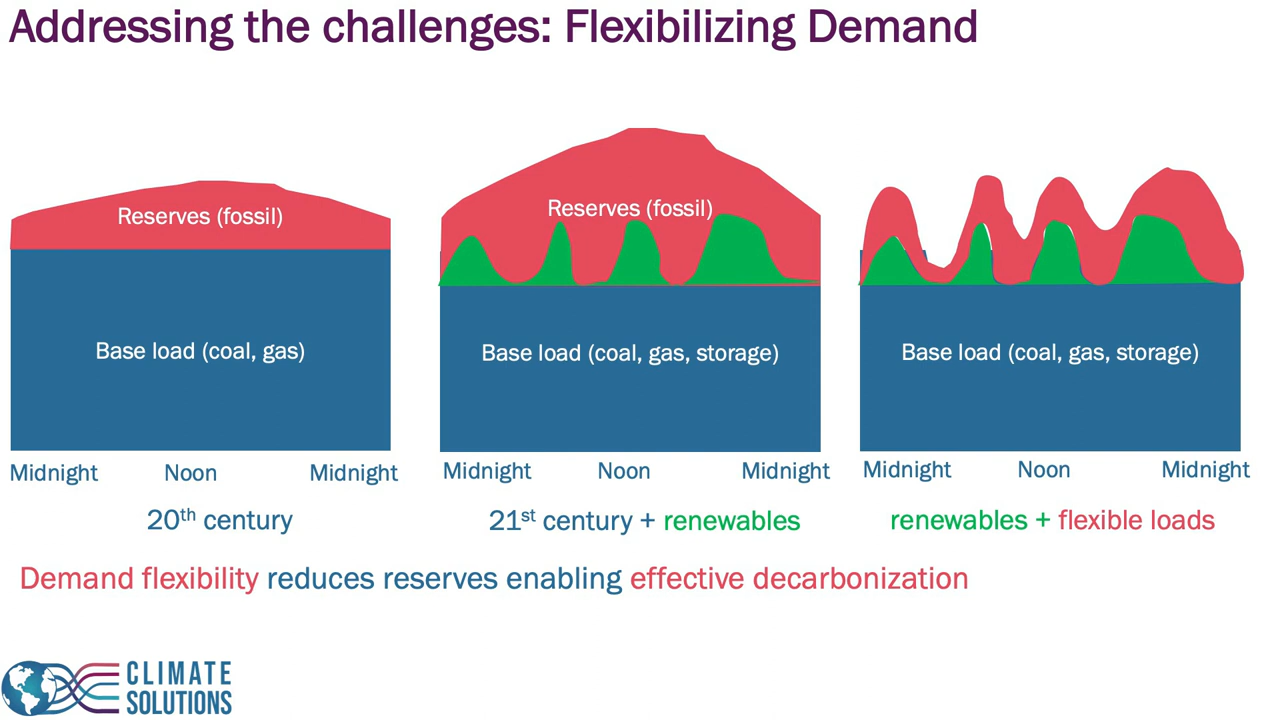 Addressing the challenges: Flexibilizing Demand
Reserves (fossil)
Base load (coal, gas)
Midnight Noon Midnight
20th century
Reserves (fossil)
Base load (coal, gas, storage)
Midnight Noon Midnight
21st century + renewables
Base load (coal, gas, storage)
Midnight Noon Midnight
renewables + flexible loads
Demand flexibility reduces reserves enabling effective decarbonization
CLIMATE
SOLUTIONS